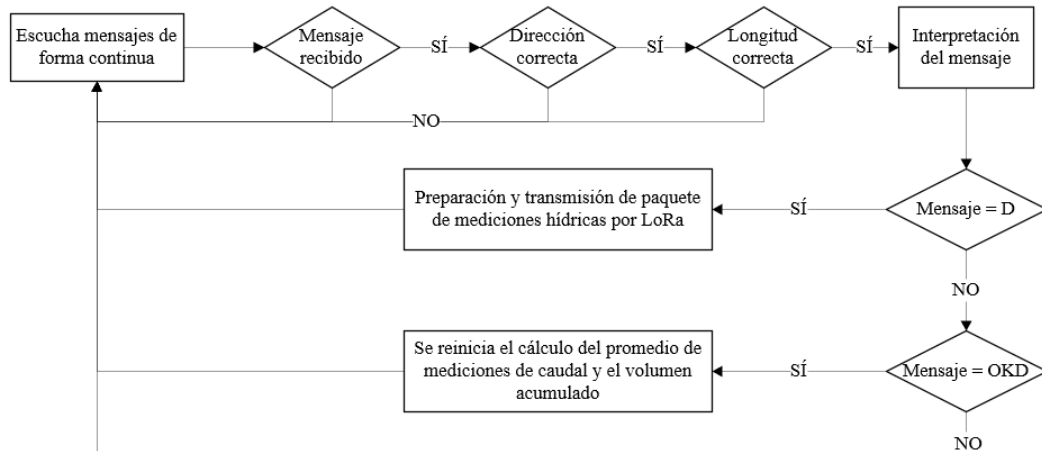 Escucha mensajes de
forma continua
Mensaje
recibido
SÍ
Dirección
correcta
SÍ
Longitud
correcta
SÍ
Interpretación
del mensaje
NO
Preparación y transmisión de paquete
de mediciones hídricas por LoRa
SÍ
Mensaje = D
NO
Se reinicia el cálculo del promedio de
mediciones de caudal y el volumen
acumulado
SÍ
Mensaje = OKD
NO